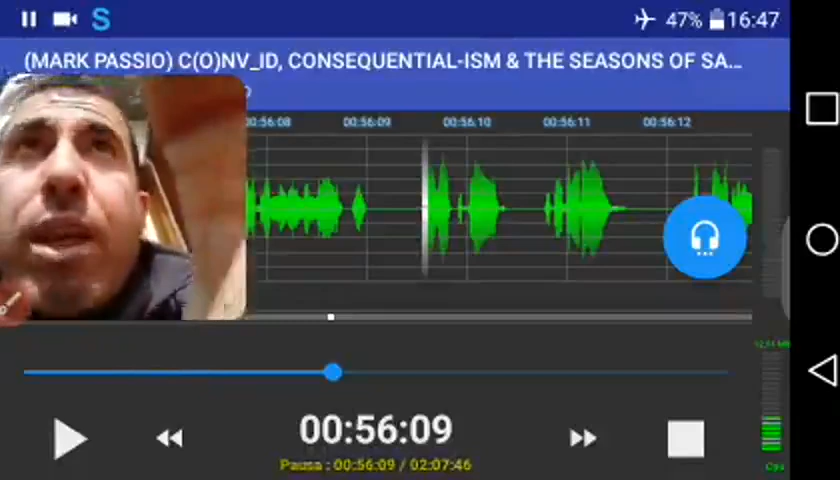 S 47% 16:47
(MARK PASSIO) C(O)NV_ID, CONSEQUENTIAL-ISM & THE SEASONS OF SA...
00:56:08 00:56:09 00:56:10 00:56:11 00:56:12
00:56:09
Pausa : 00:56:09 / 02:07:46
Cpu